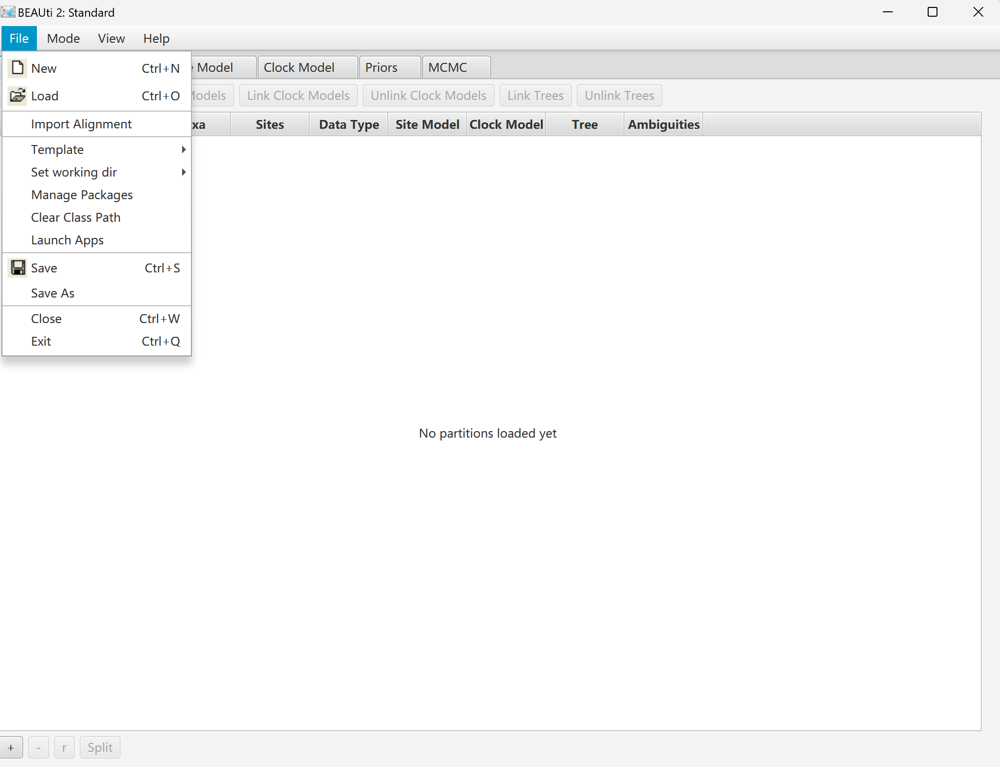 BEAUti 2: Standard
File Mode View Help
New Ctrl+N
Load Ctrl+O
Import Alignment
Template
Set working dir
Manage Packages
Clear Class Path
Launch Apps
Save Ctrl+S
Save As
Close Ctrl+W
Exit Ctrl+Q
Model Clock Model Priors MCMC
Models Link Clock Models Unlink Clock Models Link Trees Unlink Trees
xa Sites Data Type Site Model Clock Model Tree Ambiguities
No partitions loaded yet
+ - r Split